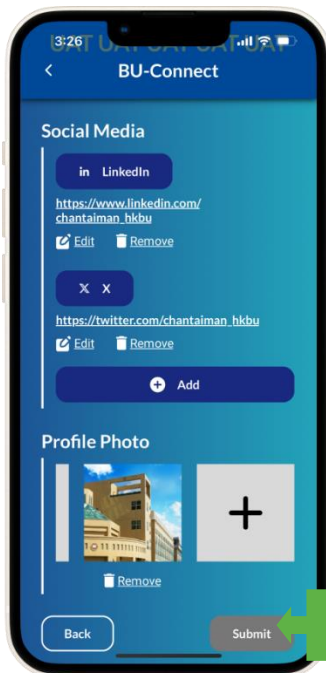 3:26
UAT UAT UAT UAT UAT
BU-Connect
Social Media
in LinkedIn
https://www.linkedin.com/
chantaiman_hkbu
Edit Remove
X X
https://twitter.com/chantaiman_hkbu
Edit Remove
Add
Profile Photo
Remove
Back Submit